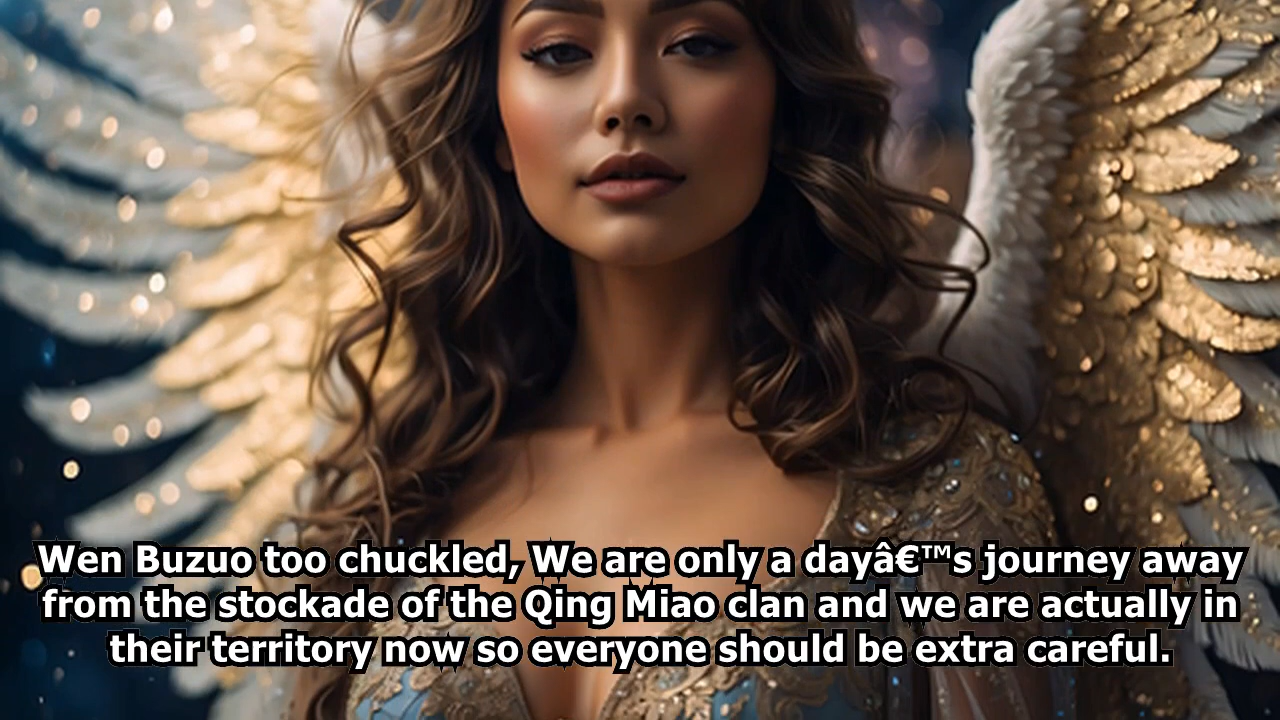 Wen Buzuo too chuckled, We are only a dayâ€™s journey away
from the stockade of the Qing Miao clan and we are actually in
their territory now so everyone should be extra careful.